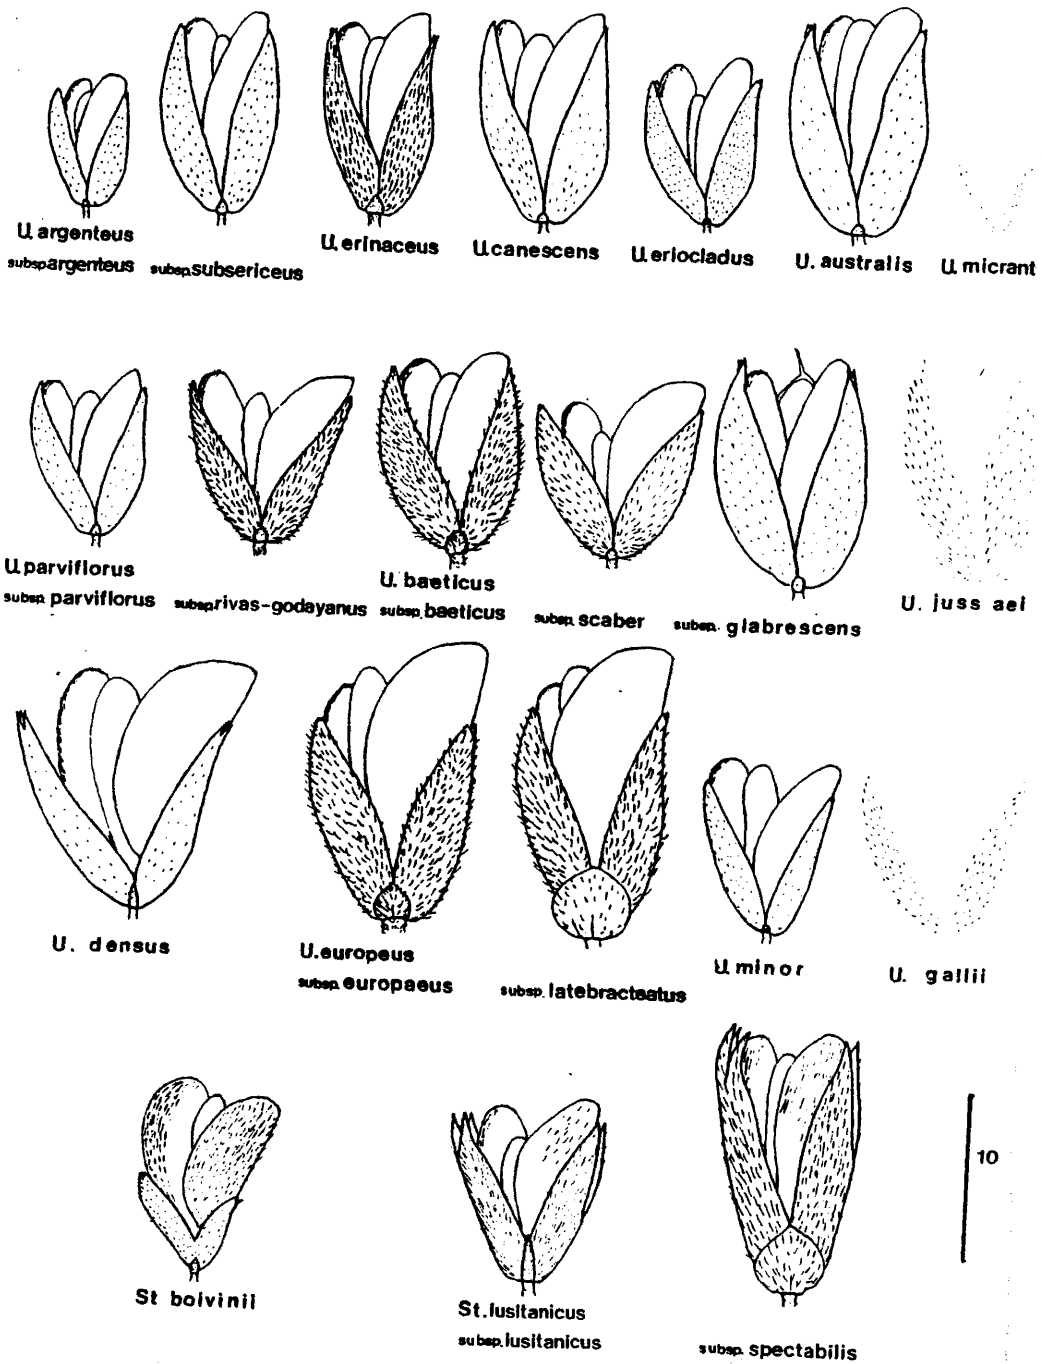 U. argenteus
subsp. argenteus
subsp. subsericeus
U. erinaceus
U. canescens
U. eriocladus
U. australis
U. micrant
U. parviflorus
subsp. parviflorus
subsp. rivas-godayanus
U. baeticus
subsp. baeticus
subsp. scaber
subsp. glabrescens
U. juss aei
U. densus
U. europeus
subsp. europaeus
subsp. latebracteatus
U. minor
U. gallii
10
St boivinii
St. lusitanicus
subsp. lusitanicus
subsp. spectabilis